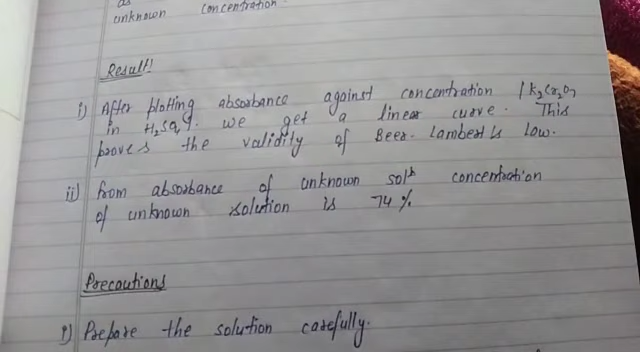 as
unknown concentration.
Result!
i) After plotting absorbance against concentration / K2Cr2O7
in H2SO4. we get a linear curve. This
proves the validity of Beer-Lambert's Low.
ii) from absorbance of unknown solⁿ concentration
of unknown solution is 74%
Precautions
i) Prepare the solution carefully.